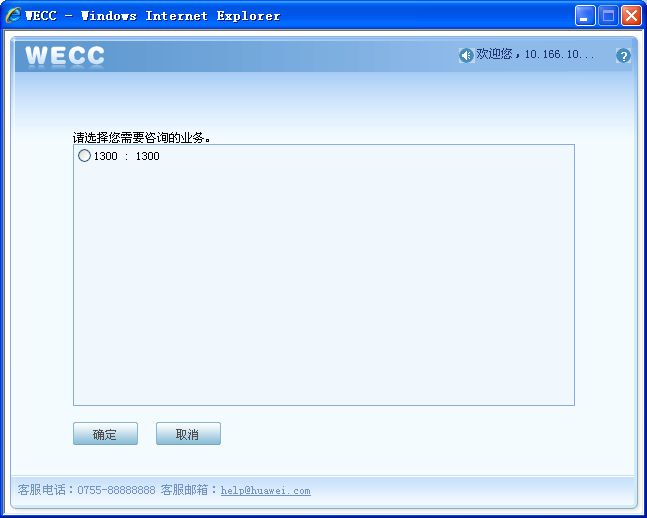 WECC - Windows Internet Explorer
WECC
欢迎您，10.166.10...
?
请选择您需要咨询的业务。
1300 : 1300
确定
取消
客服电话：0755-88888888 客服邮箱：help@huawei.com